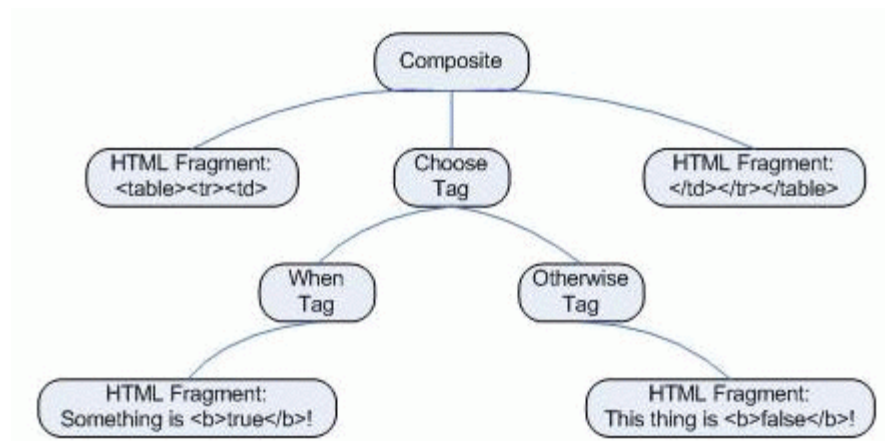 Composite
HTML Fragment:
<table><tr><td>
Choose
Tag
HTML Fragment:
</td></tr></table>
When
Tag
Otherwise
Tag
HTML Fragment:
Something is <b>true</b>!
HTML Fragment:
This thing is <b>false</b>!